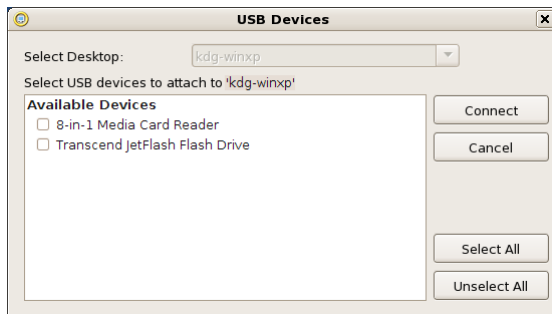 USB Devices
Select Desktop: kdg-winxp
Select USB devices to attach to 'kdg-winxp'
Available Devices
8-in-1 Media Card Reader
Transcend JetFlash Flash Drive
Connect
Cancel
Select All
Unselect All